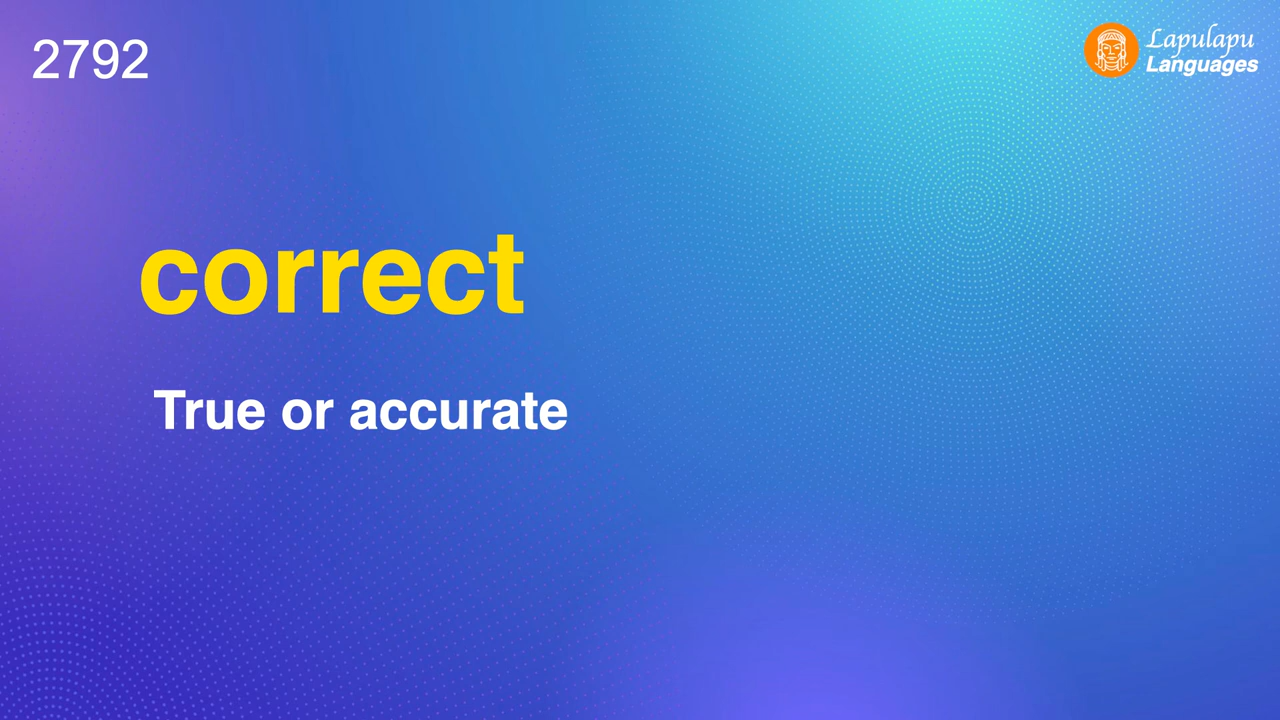 2792
Lapulapu
Languages
correct
True or accurate